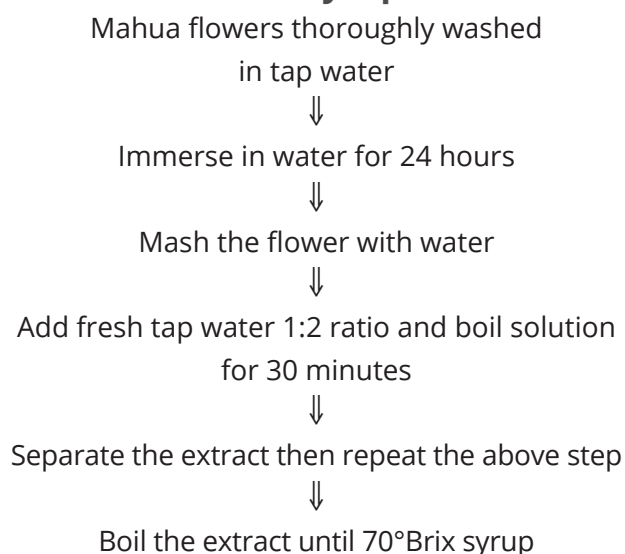 Mahua flowers thoroughly washed
in tap water
⇓
Immerse in water for 24 hours
⇓
Mash the flower with water
⇓
Add fresh tap water 1:2 ratio and boil solution
for 30 minutes
⇓
Separate the extract then repeat the above step
⇓
Boil the extract until 70°Brix syrup